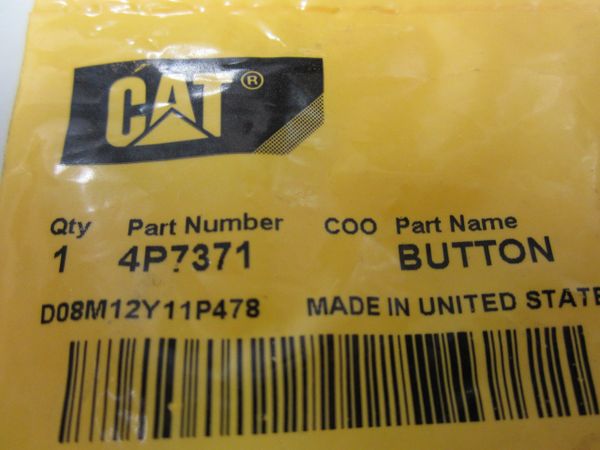 CAT®
Qty Part Number COO Part Name
1 4P7371 BUTTON
D08M12Y11P478 MADE IN UNITED STATE